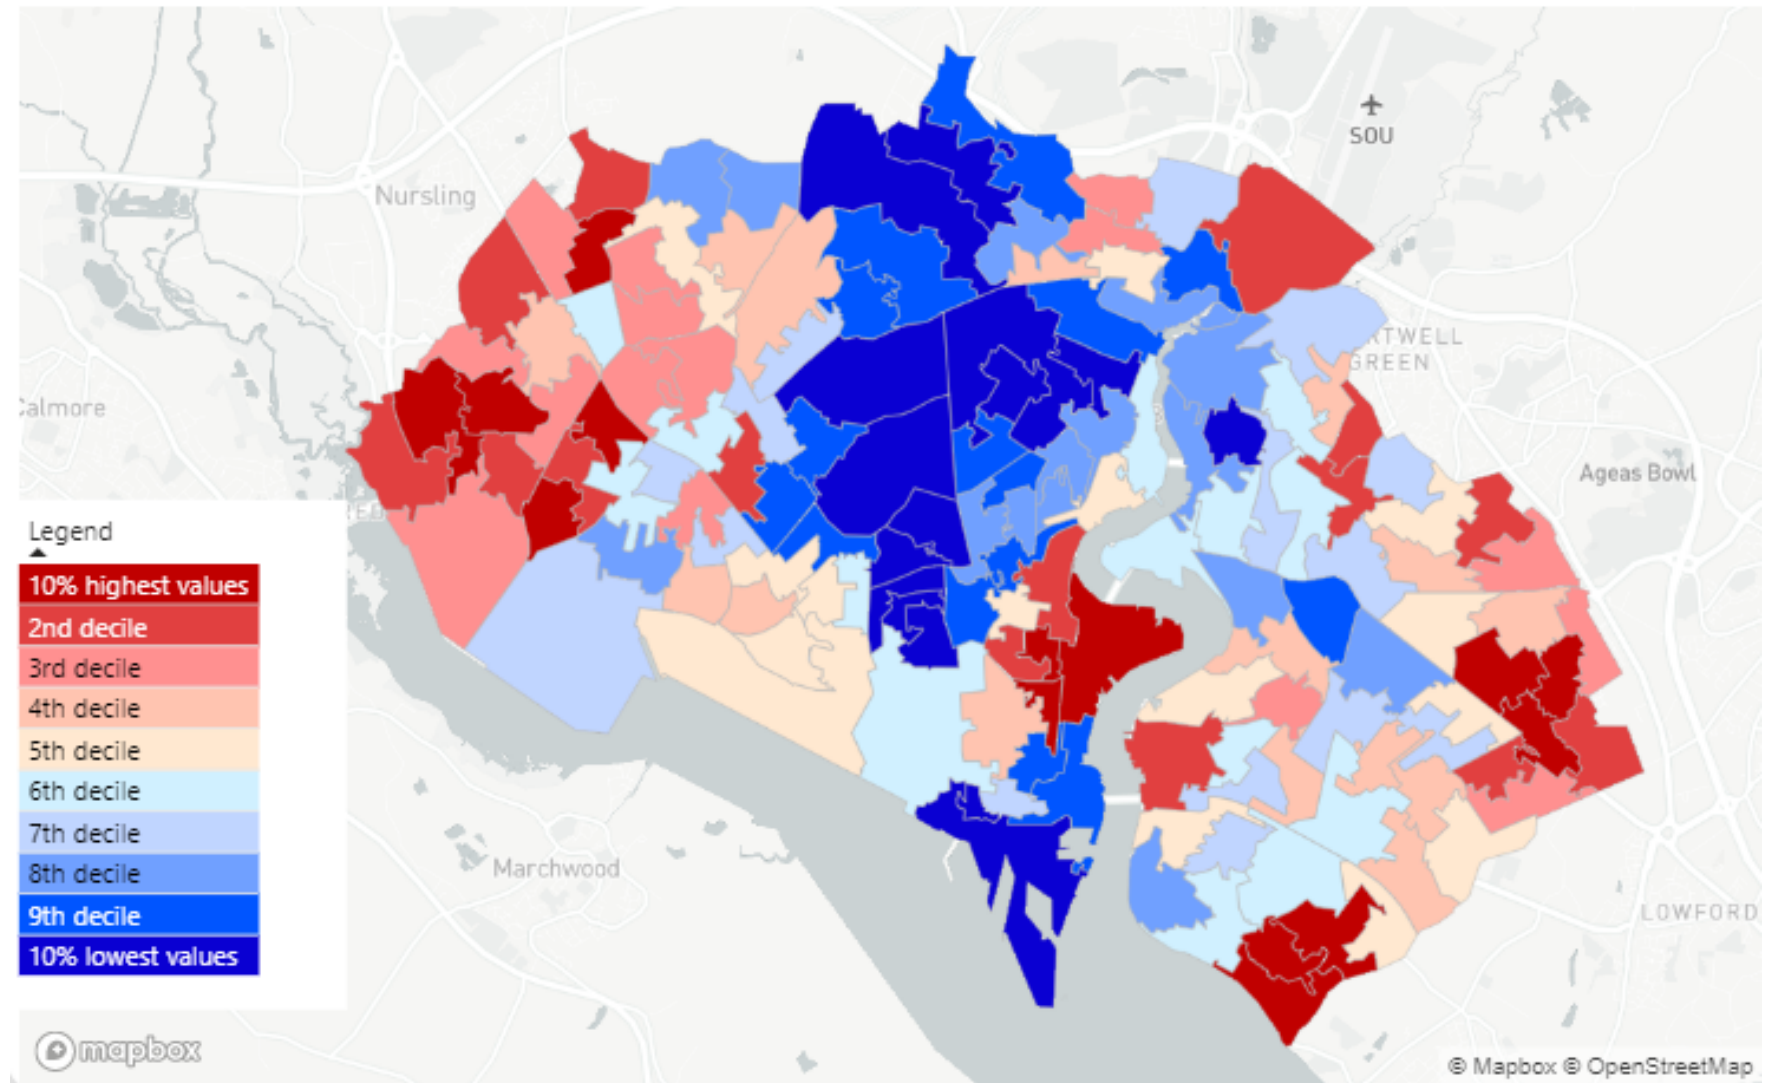 SOU
Nursling
RTWELL
GREEN
Calmore
Ageas Bowl
Legend
10% highest values
2nd decile
3rd decile
4th decile
5th decile
6th decile
7th decile
8th decile
9th decile
10% lowest values
Marchwood
LOWFORD
mapbox
© Mapbox © OpenStreetMap